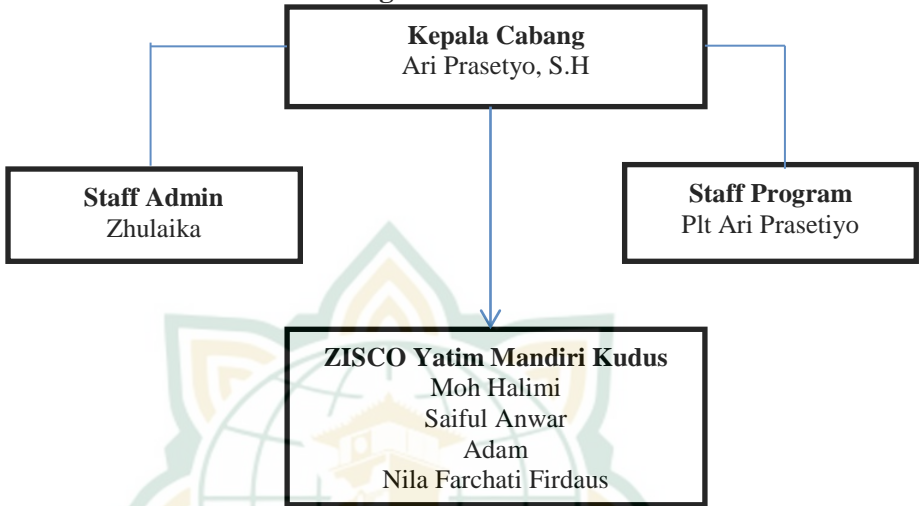 Kepala Cabang
Ari Prasetyo, S.H
Staff Admin
Zhulaika
Staff Program
Plt Ari Prasetiyo
ZISCO Yatim Mandiri Kudus
Moh Halimi
Saiful Anwar
Adam
Nila Farchati Firdaus